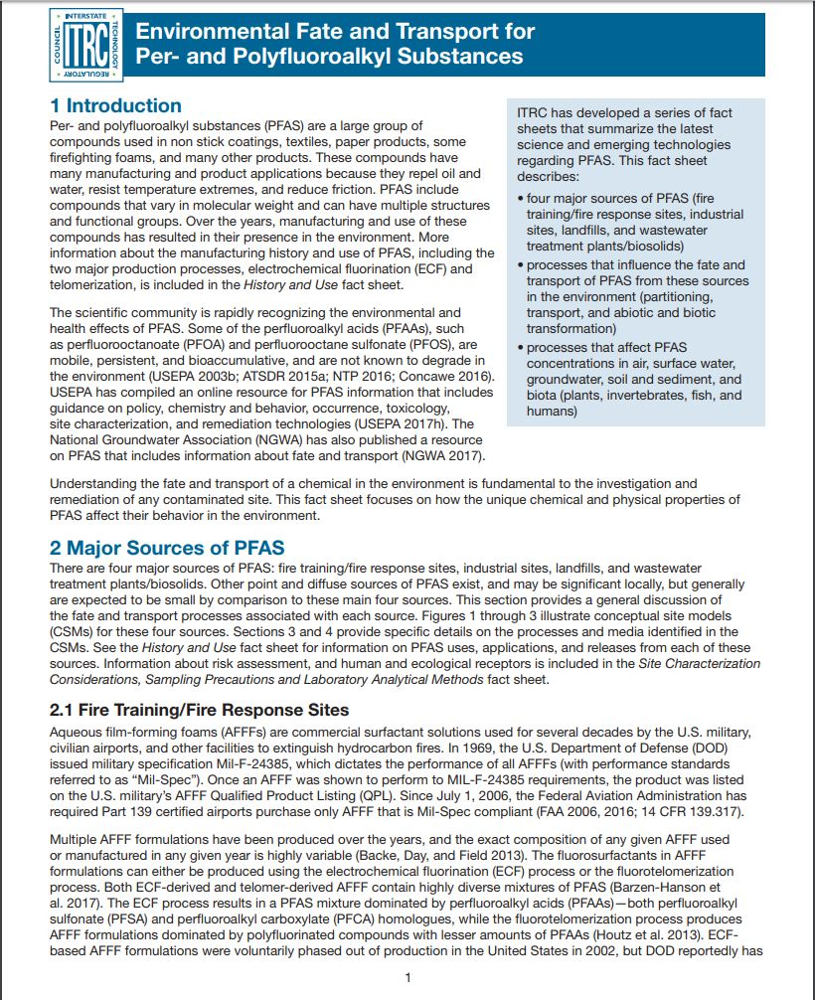 INTERSTATE
COUNCIL
ITRC
TECHNOLOGY
REGULATORY
Environmental Fate and Transport for
Per- and Polyfluoroalkyl Substances
1 Introduction
Per- and polyfluoroalkyl substances (PFAS) are a large group of
compounds used in non stick coatings, textiles, paper products, some
firefighting foams, and many other products. These compounds have
many manufacturing and product applications because they repel oil and
water, resist temperature extremes, and reduce friction. PFAS include
compounds that vary in molecular weight and can have multiple structures
and functional groups. Over the years, manufacturing and use of these
compounds has resulted in their presence in the environment. More
information about the manufacturing history and use of PFAS, including the
two major production processes, electrochemical fluorination (ECF) and
telomerization, is included in the History and Use fact sheet.
The scientific community is rapidly recognizing the environmental and
health effects of PFAS. Some of the perfluoroalkyl acids (PFAAs), such
as perfluorooctanoate (PFOA) and perfluorooctane sulfonate (PFOS), are
mobile, persistent, and bioaccumulative, and are not known to degrade in
the environment (USEPA 2003b; ATSDR 2015a; NTP 2016; Concawe 2016).
USEPA has compiled an online resource for PFAS information that includes
guidance on policy, chemistry and behavior, occurrence, toxicology,
site characterization, and remediation technologies (USEPA 2017h). The
National Groundwater Association (NGWA) has also published a resource
on PFAS that includes information about fate and transport (NGWA 2017).
ITRC has developed a series of fact
sheets that summarize the latest
science and emerging technologies
regarding PFAS. This fact sheet
describes:
• four major sources of PFAS (fire
training/fire response sites, industrial
sites, landfills, and wastewater
treatment plants/biosolids)
• processes that influence the fate and
transport of PFAS from these sources
in the environment (partitioning,
transport, and abiotic and biotic
transformation)
• processes that affect PFAS
concentrations in air, surface water,
groundwater, soil and sediment, and
biota (plants, invertebrates, fish, and
humans)
Understanding the fate and transport of a chemical in the environment is fundamental to the investigation and
remediation of any contaminated site. This fact sheet focuses on how the unique chemical and physical properties of
PFAS affect their behavior in the environment.
2 Major Sources of PFAS
There are four major sources of PFAS: fire training/fire response sites, industrial sites, landfills, and wastewater
treatment plants/biosolids. Other point and diffuse sources of PFAS exist, and may be significant locally, but generally
are expected to be small by comparison to these main four sources. This section provides a general discussion of
the fate and transport processes associated with each source. Figures 1 through 3 illustrate conceptual site models
(CSMs) for these four sources. Sections 3 and 4 provide specific details on the processes and media identified in the
CSMs. See the History and Use fact sheet for information on PFAS uses, applications, and releases from each of these
sources. Information about risk assessment, and human and ecological receptors is included in the Site Characterization
Considerations, Sampling Precautions and Laboratory Analytical Methods fact sheet.
2.1 Fire Training/Fire Response Sites
Aqueous film-forming foams (AFFFs) are commercial surfactant solutions used for several decades by the U.S. military,
civilian airports, and other facilities to extinguish hydrocarbon fires. In 1969, the U.S. Department of Defense (DOD)
issued military specification Mil-F-24385, which dictates the performance of all AFFFs (with performance standards
referred to as “Mil-Spec”). Once an AFFF was shown to perform to MIL-F-24385 requirements, the product was listed
on the U.S. military’s AFFF Qualified Product Listing (QPL). Since July 1, 2006, the Federal Aviation Administration has
required Part 139 certified airports purchase only AFFF that is Mil-Spec compliant (FAA 2006, 2016; 14 CFR 139.317).
Multiple AFFF formulations have been produced over the years, and the exact composition of any given AFFF used
or manufactured in any given year is highly variable (Backe, Day, and Field 2013). The fluorosurfactants in AFFF
formulations can either be produced using the electrochemical fluorination (ECF) process or the fluorotelomerization
process. Both ECF-derived and telomer-derived AFFF contain highly diverse mixtures of PFAS (Barzen-Hanson et
al. 2017). The ECF process results in a PFAS mixture dominated by perfluoroalkyl acids (PFAAs)—both perfluoroalkyl
sulfonate (PFSA) and perfluoroalkyl carboxylate (PFCA) homologues, while the fluorotelomerization process produces
AFFF formulations dominated by polyfluorinated compounds with lesser amounts of PFAAs (Houtz et al. 2013). ECF-
based AFFF formulations were voluntarily phased out of production in the United States in 2002, but DOD reportedly has
1